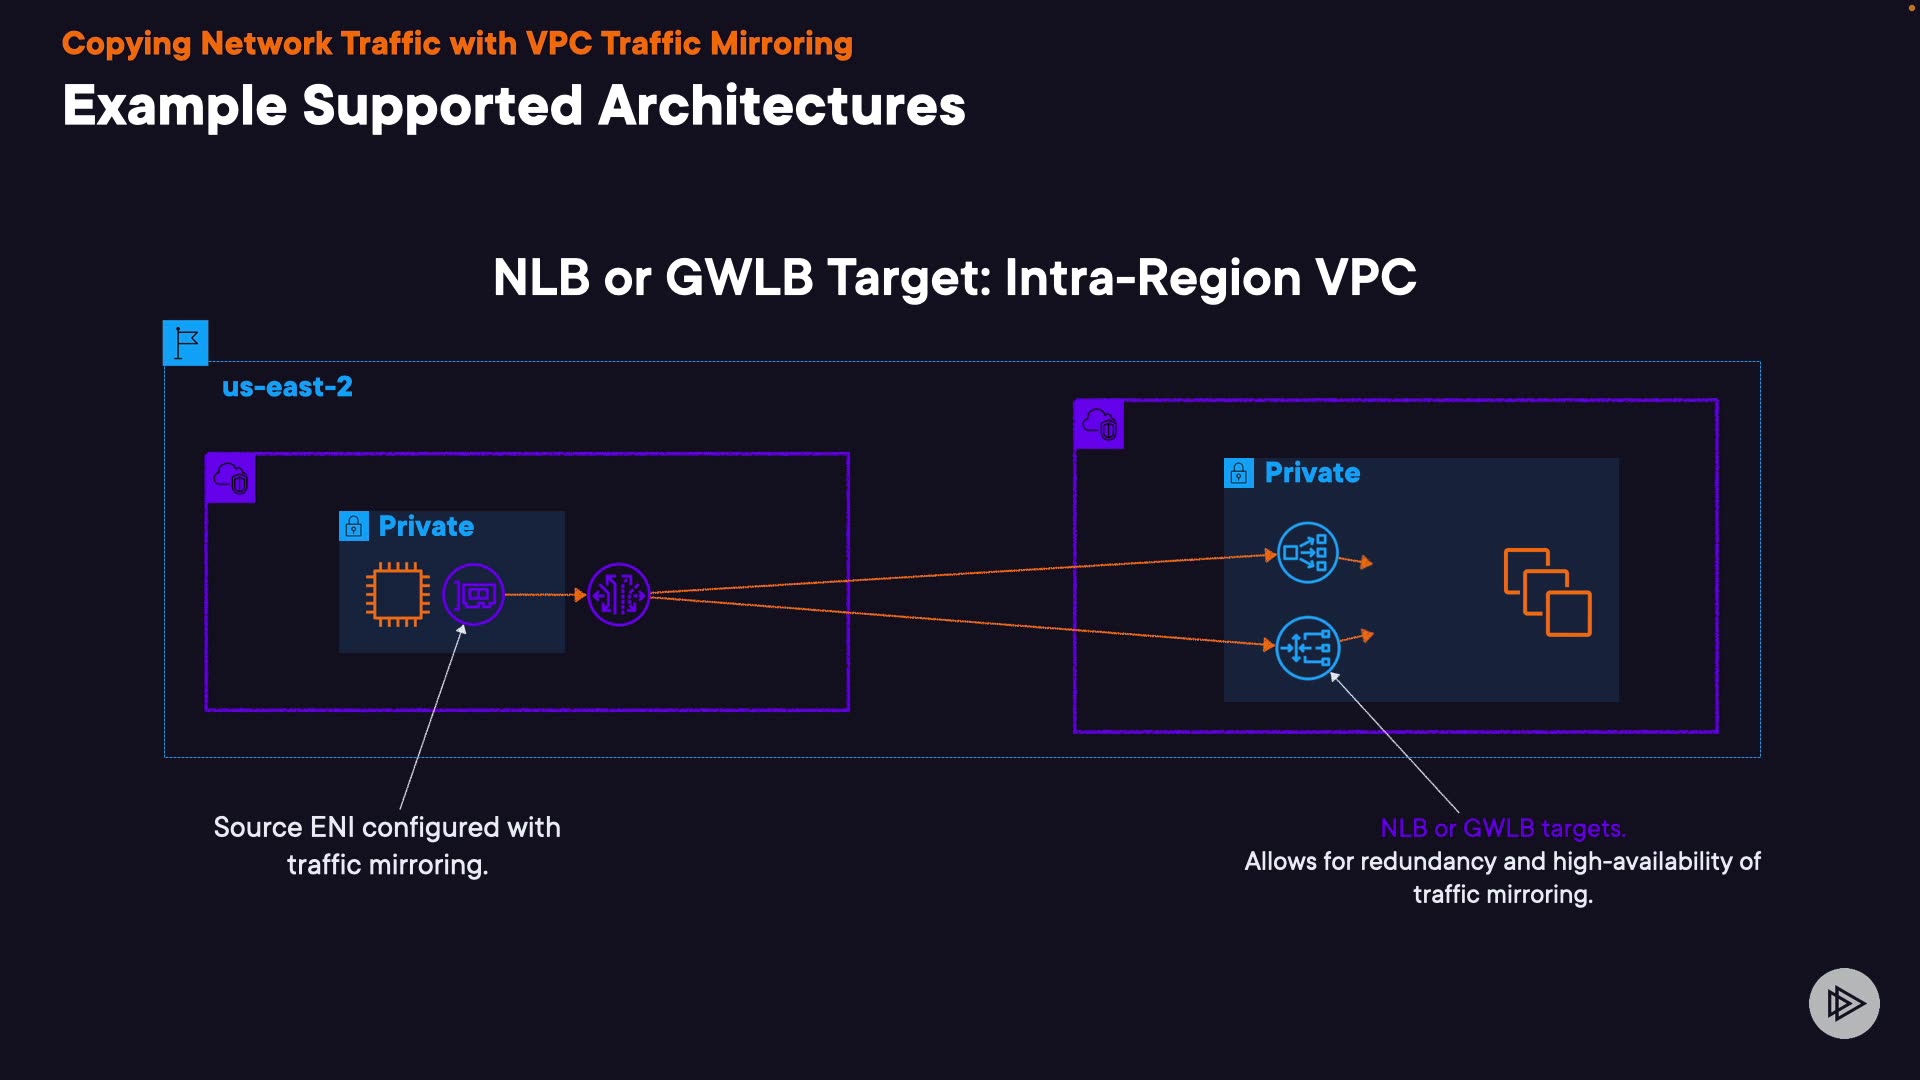 Copying Network Traffic with VPC Traffic Mirroring
Example Supported Architectures
NLB or GWLB Target: Intra-Region VPC
us-east-2
Private
Private
Source ENI configured with
traffic mirroring.
NLB or GWLB targets.
Allows for redundancy and high-availability of
traffic mirroring.